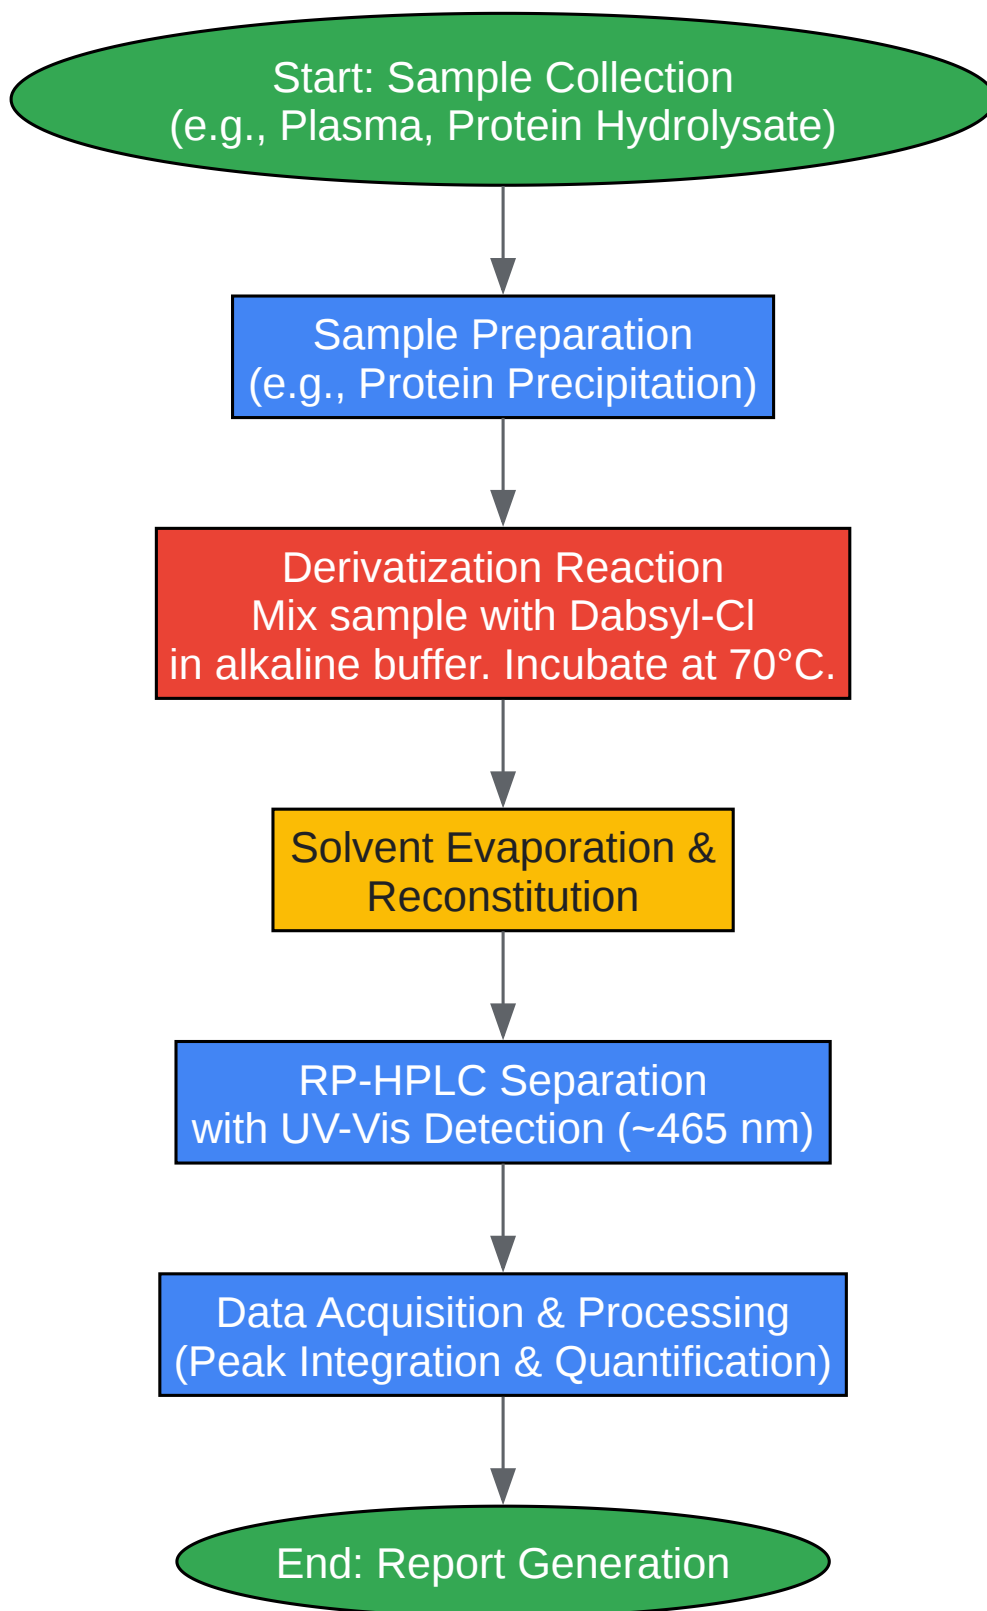 Start: Sample Collection
(e.g., Plasma, Protein Hydrolysate)
Sample Preparation
(e.g., Protein Precipitation)
Derivatization Reaction
Mix sample with Dabsyl-Cl
in alkaline buffer. Incubate at 70°C.
Solvent Evaporation &
Reconstitution
RP-HPLC Separation
with UV-Vis Detection (~465 nm)
Data Acquisition & Processing
(Peak Integration & Quantification)
End: Report Generation